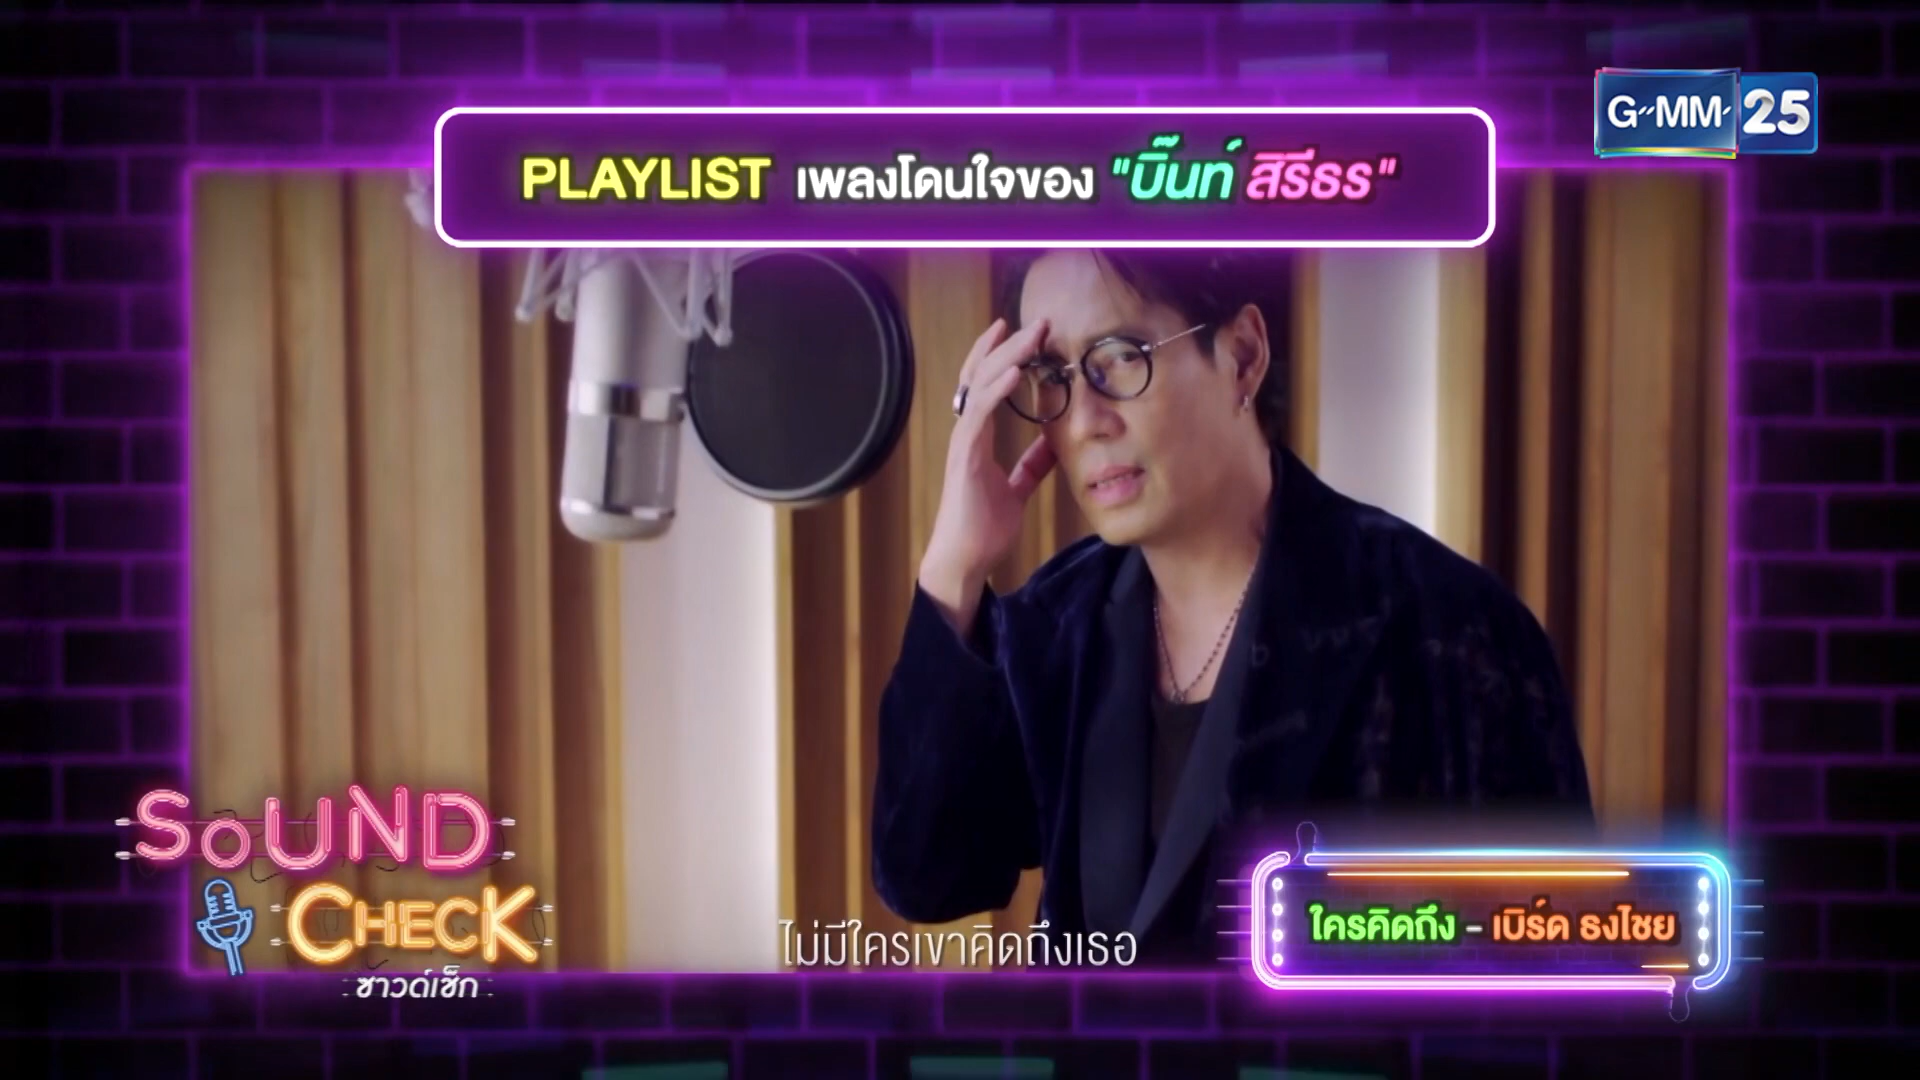 PLAYLIST เพลงโดนใจของ "บิ๊นท์ สิรีธร"
GMM 25
SOUND
CHECK
ซาวด์เช็ก
ไม่มีใครเขาคิดถึงเธอ
ใครคิดถึง - เบิร์ด ธงไชย